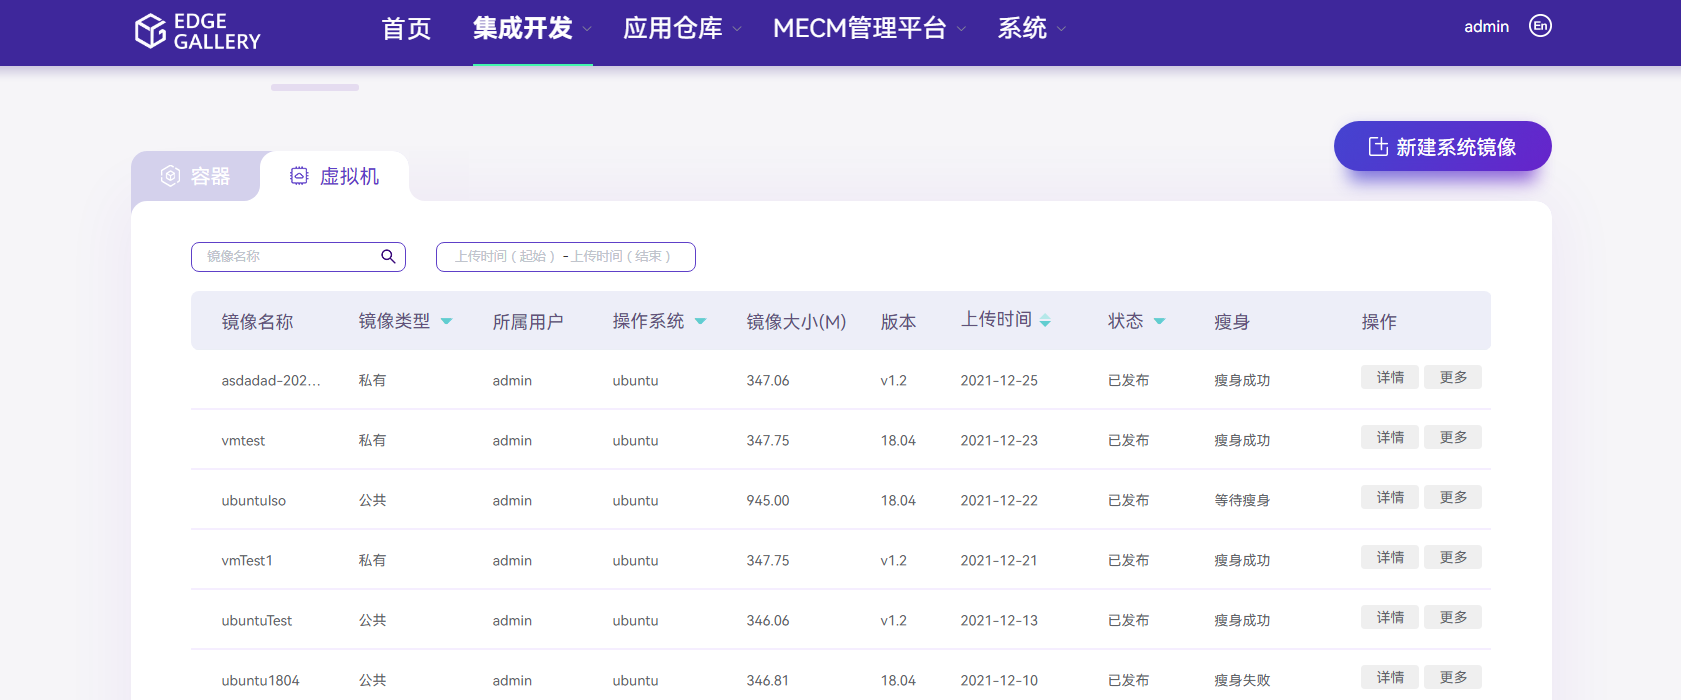 EDGE GALLERY
首页 集成开发 应用仓库 MECM管理平台 系统 admin En
新建系统镜像
容器 虚拟机
镜像名称 上传时间（起始） - 上传时间（结束）
镜像名称 镜像类型 所属用户 操作系统 镜像大小(M) 版本 上传时间 状态 瘦身 操作
asdadad-202... 私有 admin ubuntu 347.06 v1.2 2021-12-25 已发布 瘦身成功 详情 更多
vmtest 私有 admin ubuntu 347.75 18.04 2021-12-23 已发布 瘦身成功 详情 更多
ubuntuIso 公共 admin ubuntu 945.00 18.04 2021-12-22 已发布 等待瘦身 详情 更多
vmTest1 私有 admin ubuntu 347.75 v1.2 2021-12-21 已发布 瘦身成功 详情 更多
ubuntuTest 公共 admin ubuntu 346.06 v1.2 2021-12-13 已发布 瘦身成功 详情 更多
ubuntu1804 公共 admin ubuntu 346.81 18.04 2021-12-10 已发布 瘦身失败 详情 更多